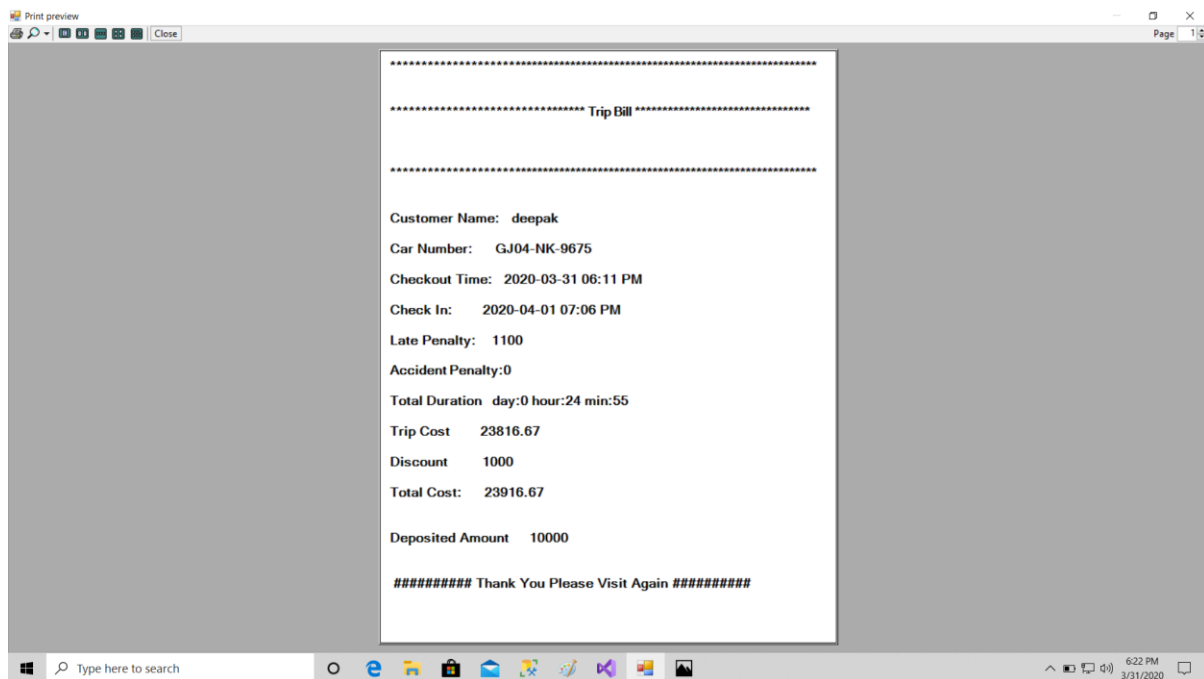 Print preview
Close
Page 1
*********************************************************************
******************************** Trip Bill ********************************
*********************************************************************
Customer Name: deepak
Car Number: GJ04-NK-9675
Checkout Time: 2020-03-31 06:11 PM
Check In: 2020-04-01 07:06 PM
Late Penalty: 1100
Accident Penalty:0
Total Duration day:0 hour:24 min:55
Trip Cost 23816.67
Discount 1000
Total Cost: 23916.67
Deposited Amount 10000
########## Thank You Please Visit Again ##########
Type here to search
6:22 PM
3/31/2020